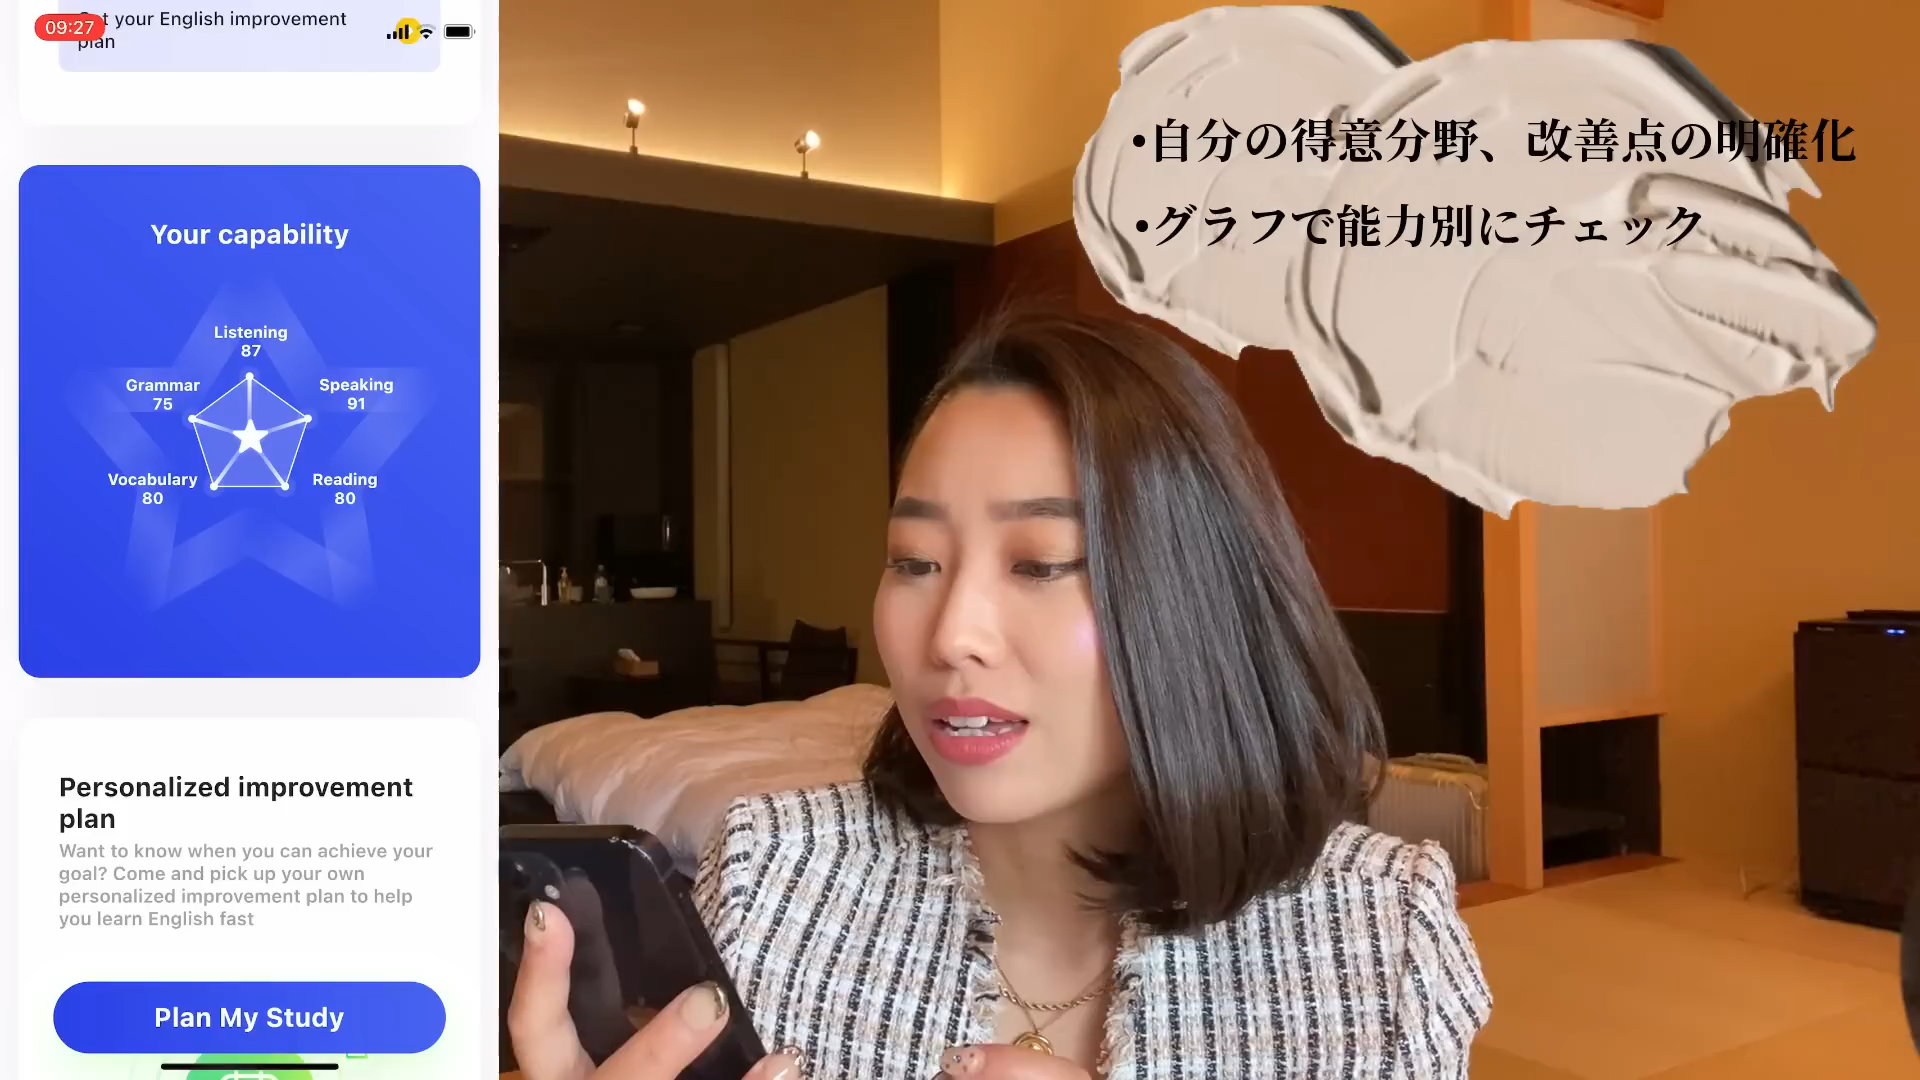 09:27
t your English improvement
plan
Your capability
Listening
87
Grammar
75
Speaking
91
Vocabulary
80
Reading
80
Personalized improvement
plan
Want to know when you can achieve your
goal? Come and pick up your own
personalized improvement plan to help
you learn English fast
Plan My Study
•自分の得意分野、改善点の明確化
•グラフで能力別にチェック